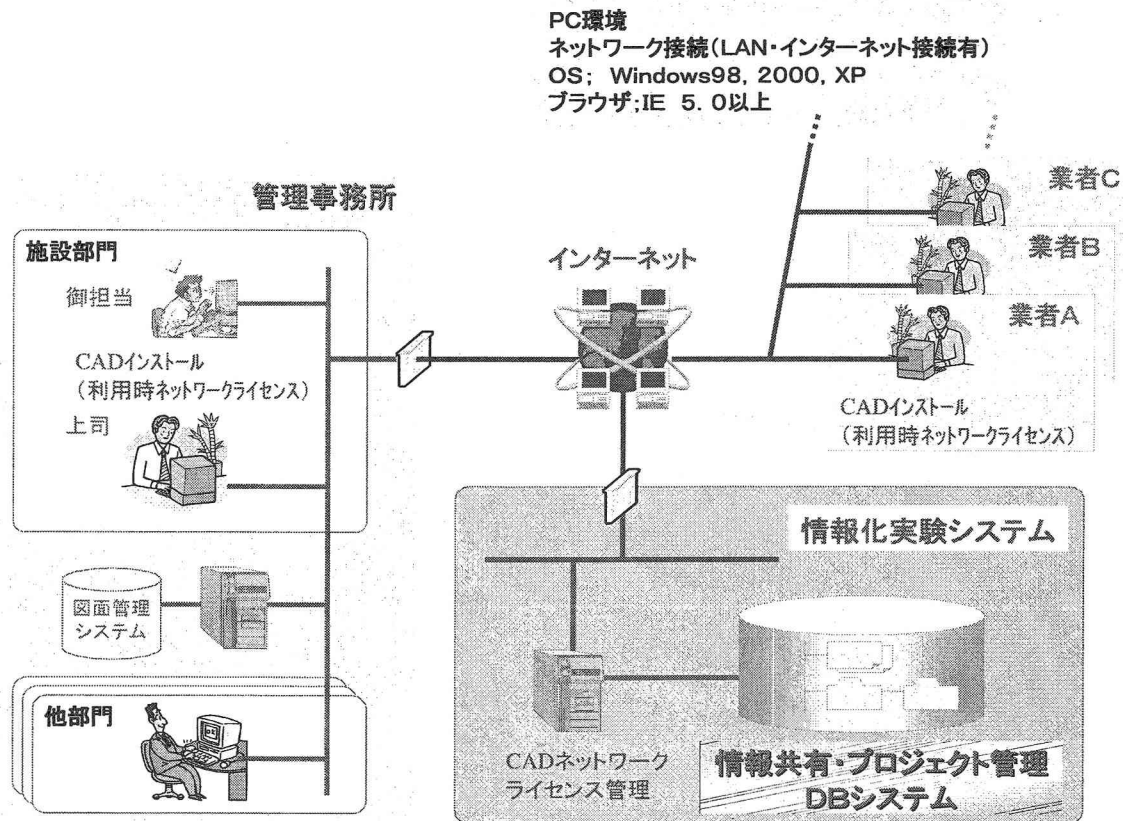 PC環境
ネットワーク接続(LAN・インターネット接続有)
OS; Windows98, 2000, XP
ブラウザ;IE 5.0以上
管理事務所
施設部門
御担当
CADインストール
(利用時ネットワークライセンス)
上司
図面管理
システム
他部門
インターネット
業者C
業者B
業者A
CADインストール
(利用時ネットワークライセンス)
情報化実験システム
CADネットワーク
ライセンス管理
情報共有・プロジェクト管理
DBシステム